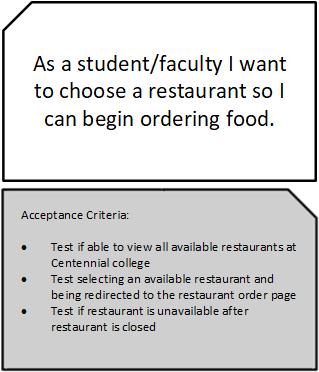 As a student/faculty I want
to choose a restaurant so I
can begin ordering food.
Acceptance Criteria:
• Test if able to view all available restaurants at
Centennial college
• Test selecting an available restaurant and
being redirected to the restaurant order page
• Test if restaurant is unavailable after
restaurant is closed